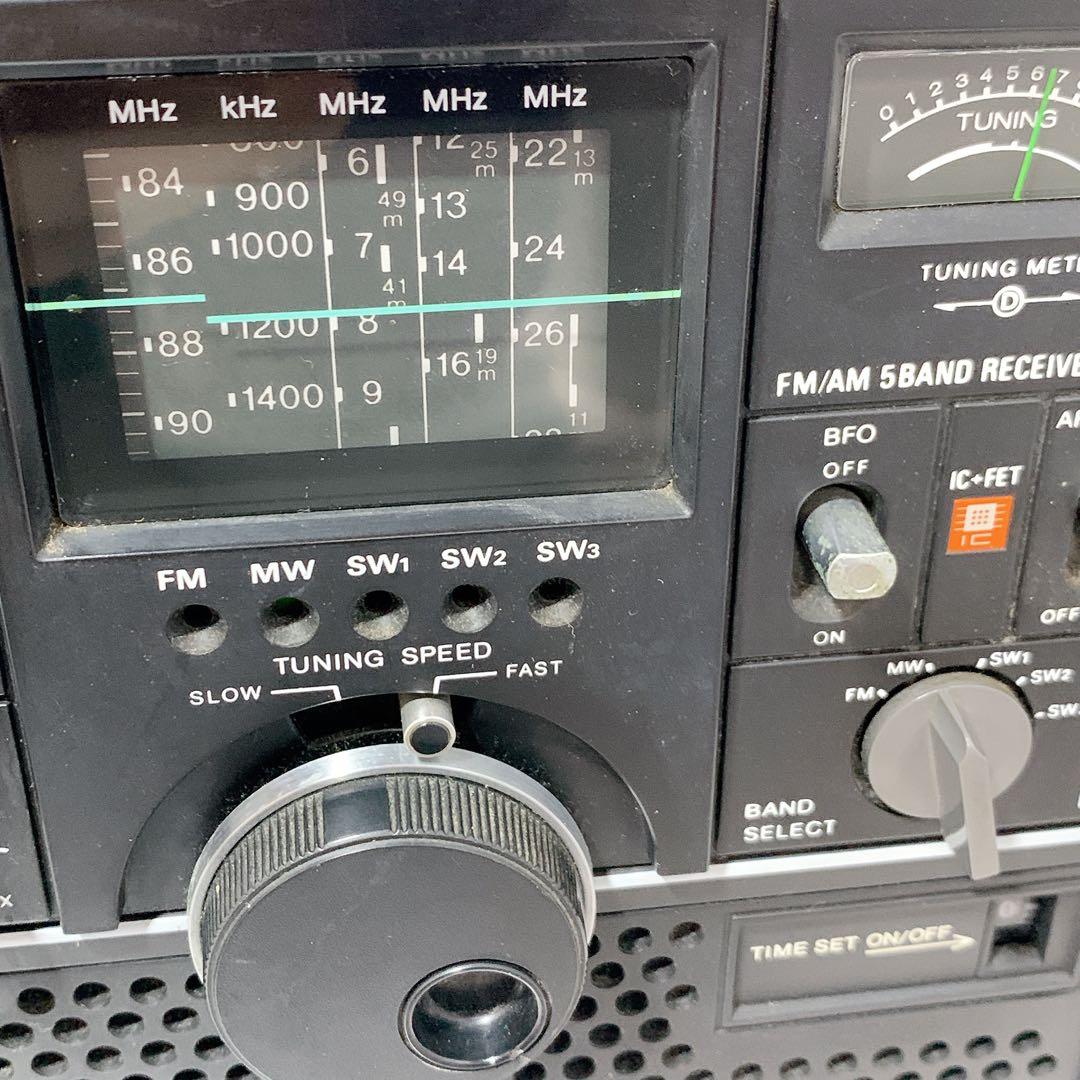 MHz kHz MHz MHz MHz
84 900 6 49 m 12 25 m 22 13 m
86 1000 7 41 m 13 24
88 1200 8 14 26
90 1400 9 16 19 m 11
FM MW SW1 SW2 SW3
TUNING SPEED
SLOW FAST
0 1 2 3 4 5 6 7
TUNING
D
FM/AM 5BAND
BFO
OFF
ON
IC+FET
IC
OFF
FM MW SW1 SW2
BAND
SELECT
TIME SET ON/OFF